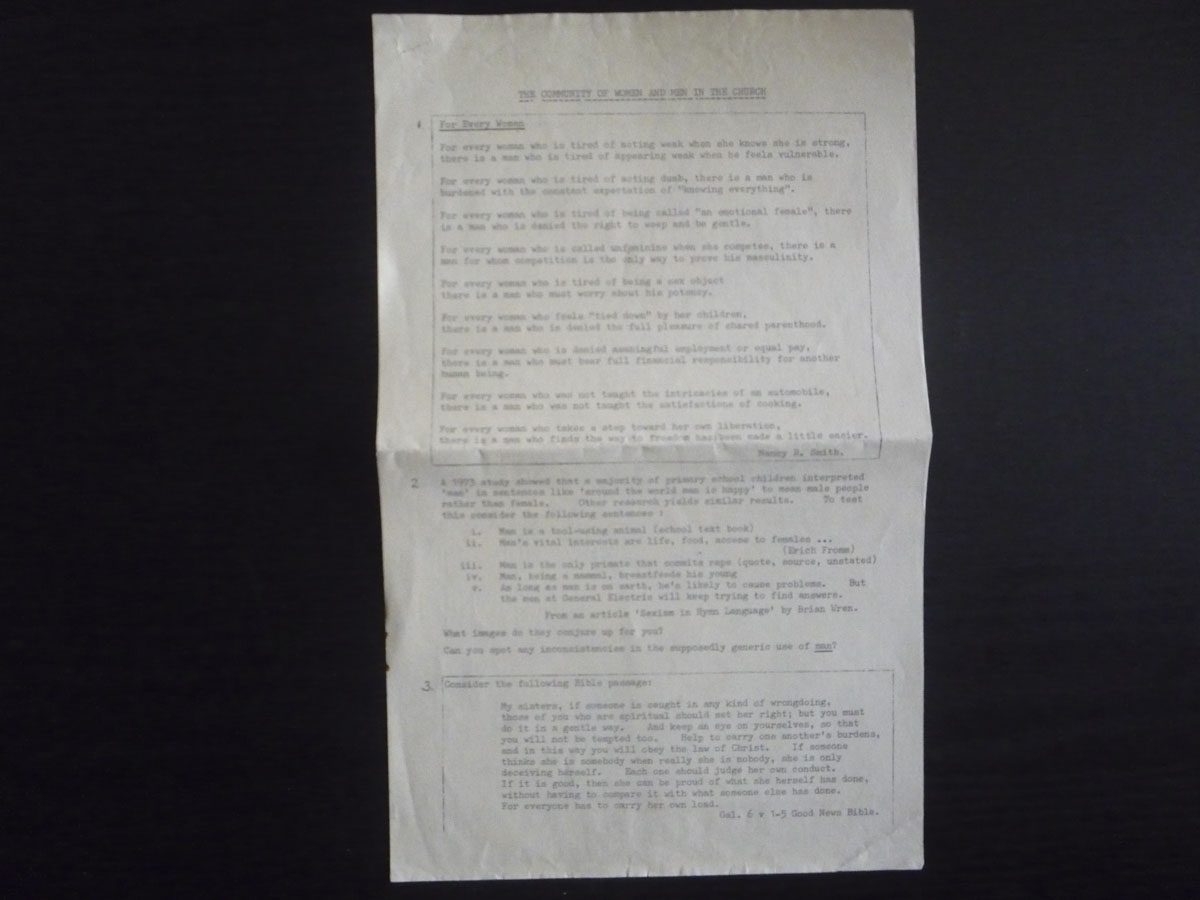 THE COMMUNITY OF WOMEN AND MEN IN THE CHURCH
1
For Every Woman
For every woman who is tired of acting weak when she knows she is strong,
there is a man who is tired of appearing weak when he feels vulnerable.
For every woman who is tired of acting dumb, there is a man who is
burdened with the constant expectation of "knowing everything".
For every woman who is tired of being called "an emotional female", there
is a man who is denied the right to weep and be gentle.
For every woman who is called unfeminine when she competes, there is a
man for whom competition is the only way to prove his masculinity.
For every woman who is tired of being a sex object
there is a man who must worry about his potency.
For every woman who feels "tied down" by her children,
there is a man who is denied the full pleasure of shared parenthood.
For every woman who is denied meaningful employment or equal pay,
there is a man who must bear full financial responsibility for another
human being.
For every woman who was not taught the intricacies of an automobile,
there is a man who was not taught the satisfactions of cooking.
For every woman who takes a step toward her own liberation,
there is a man who finds the way to freedom has been made a little easier.
Nancy R. Smith.
2
A 1973 study showed that a majority of primary school children interpreted
'man' in sentences like 'around the world man is happy' to mean male people
rather than female. Other research yields similar results. To test
this consider the following sentences :
i. Man is a tool-using animal (school text book)
ii. Man's vital interests are life, food, access to females ...
(Erich Fromm)
iii. Man is the only primate that commits rape (quote, source, unstated)
iv. Man, being a mammal, breastfeeds his young
v. As long as man is on earth, he's likely to cause problems. But
the men at General Electric will keep trying to find answers.
From an article 'Sexism in Hymn Language' by Brian Wren.
What images do they conjure up for you?
Can you spot any inconsistencies in the supposedly generic use of man?
3.
Consider the following Bible passage:
My sisters, if someone is caught in any kind of wrongdoing,
those of you who are spiritual should set her right; but you must
do it in a gentle way. And keep an eye on yourselves, so that
you will not be tempted too. Help to carry one another's burdens,
and in this way you will obey the law of Christ. If someone
thinks she is somebody when really she is nobody, she is only
deceiving herself. Each one should judge her own conduct.
If it is good, then she can be proud of what she herself has done,
without having to compare it with what someone else has done.
For everyone has to carry her own load.
Gal. 6 v 1-5 Good News Bible.